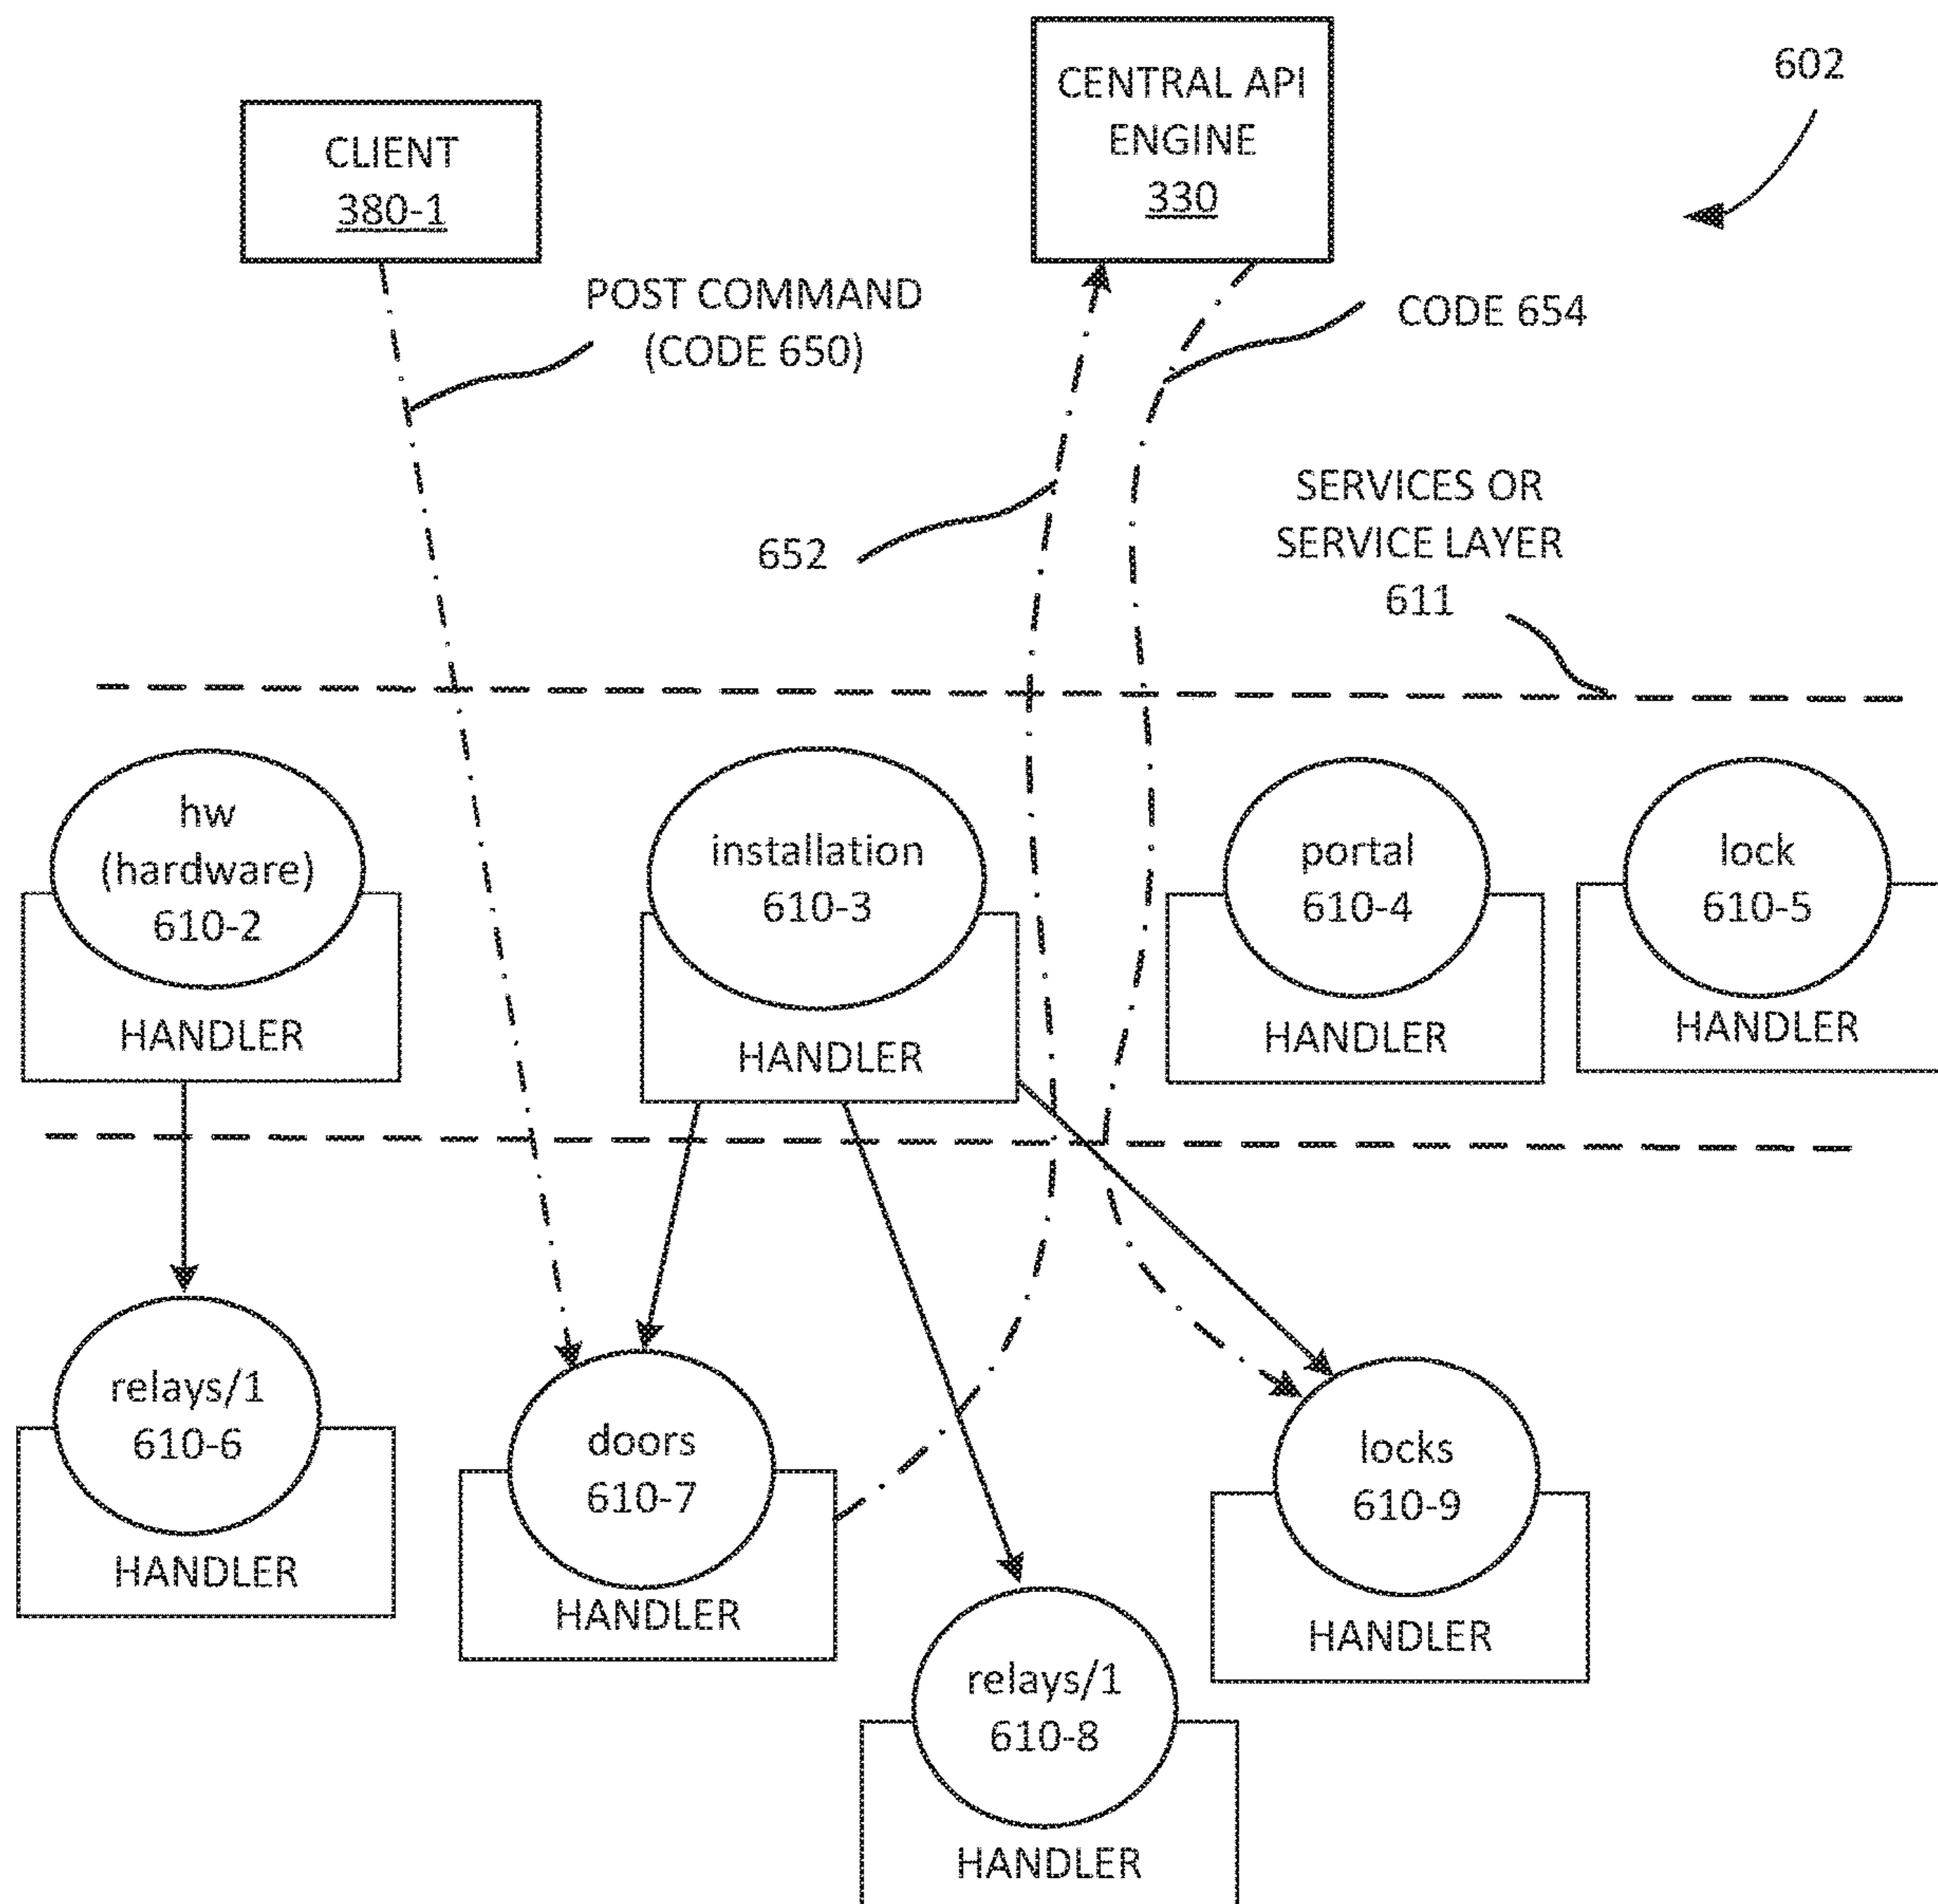 CLIENT
380-1
CENTRAL API
ENGINE
330
602
POST COMMAND
(CODE 650)
CODE 654
652
SERVICES OR
SERVICE LAYER
611
hw
(hardware)
610-2
HANDLER
installation
610-3
HANDLER
portal
610-4
HANDLER
lock
610-5
HANDLER
relays/1
610-6
HANDLER
doors
610-7
HANDLER
relays/1
610-8
HANDLER
locks
610-9
HANDLER